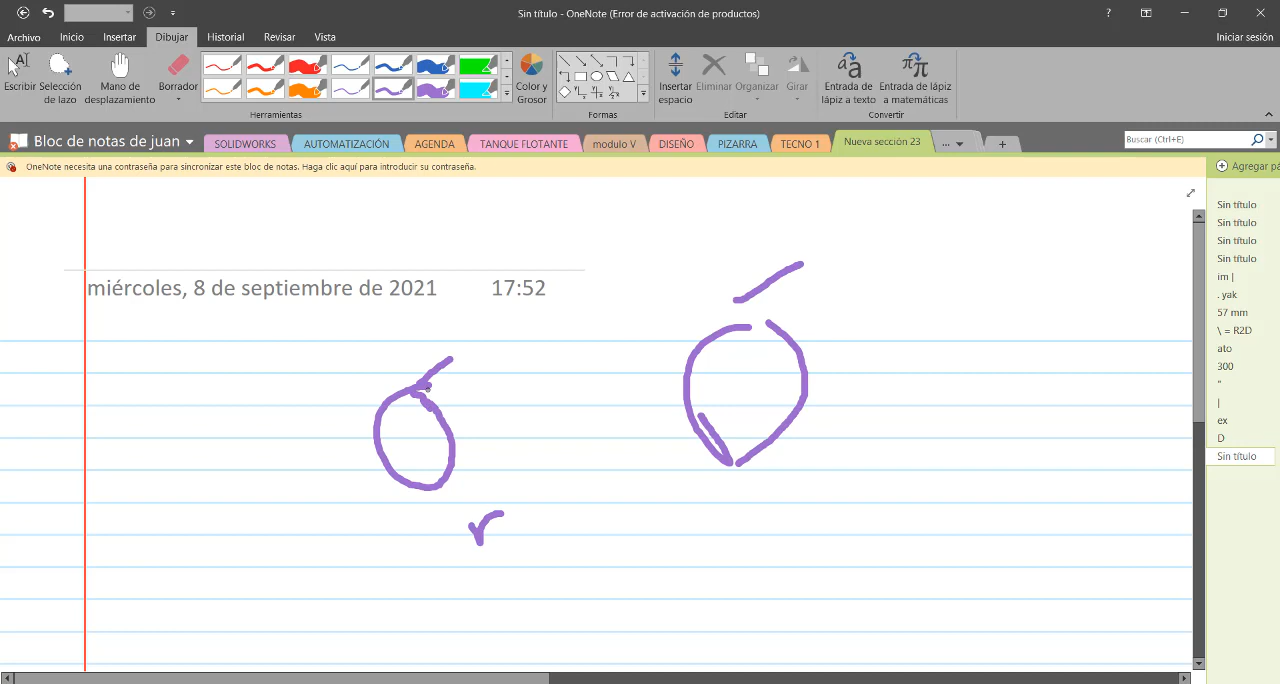 Sin título - OneNote (Error de activación de productos)
?
Archivo Inicio Insertar Dibujar Historial Revisar Vista
Iniciar sesión
Escribir Selección de lazo Mano de desplazamiento Borrador
Color y Grosor
Insertar espacio Eliminar Organizar Girar
Entrada de lápiz a texto Entrada de lápiz a matemáticas
Herramientas Formas Editar Convertir
Bloc de notas de juan SOLIDWORKS AUTOMATIZACIÓN AGENDA TANQUE FLOTANTE modulo V DISEÑO PIZARRA TECNO 1 Nueva sección 23 ... +
Buscar (Ctrl+E)
OneNote necesita una contraseña para sincronizar este bloc de notas. Haga clic aquí para introducir su contraseña.
Agregar pá
miércoles, 8 de septiembre de 2021 17:52
r
Sin título
Sin título
Sin título
Sin título
im |
. yak
57 mm
\ = R2D
ato
300
"
|
ex
D
Sin título